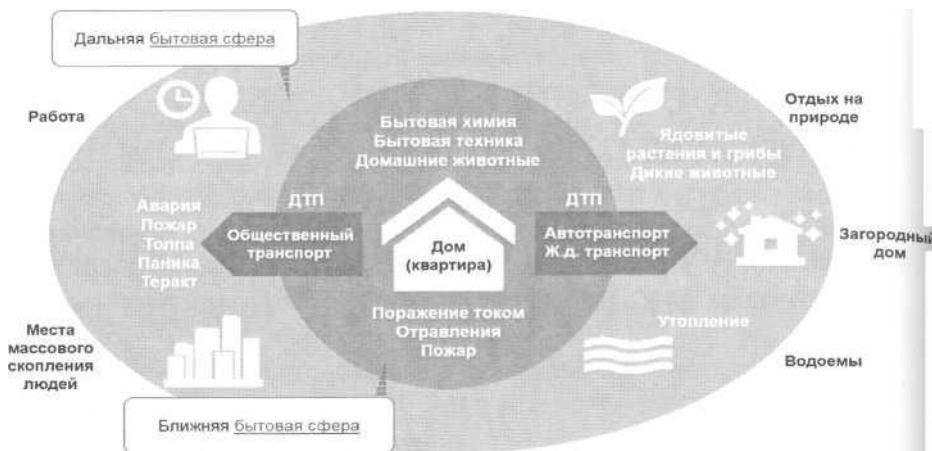 Дальняя бытовая сфера
Работа
Отдых на
природе
Бытовая химия
Бытовая техника
Домашние животные
Ядовитые
растения и грибы
Дикие животные
Авария
Пожар
Толпа
Паника
Теракт
ДТП
Общественный
транспорт
Дом
(квартира)
ДТП
Автотранспорт
Ж.д. транспорт
Загородный
дом
Поражение током
Отравления
Пожар
Утопление
Места
массового
скопления
людей
Водоемы
Ближняя бытовая сфера